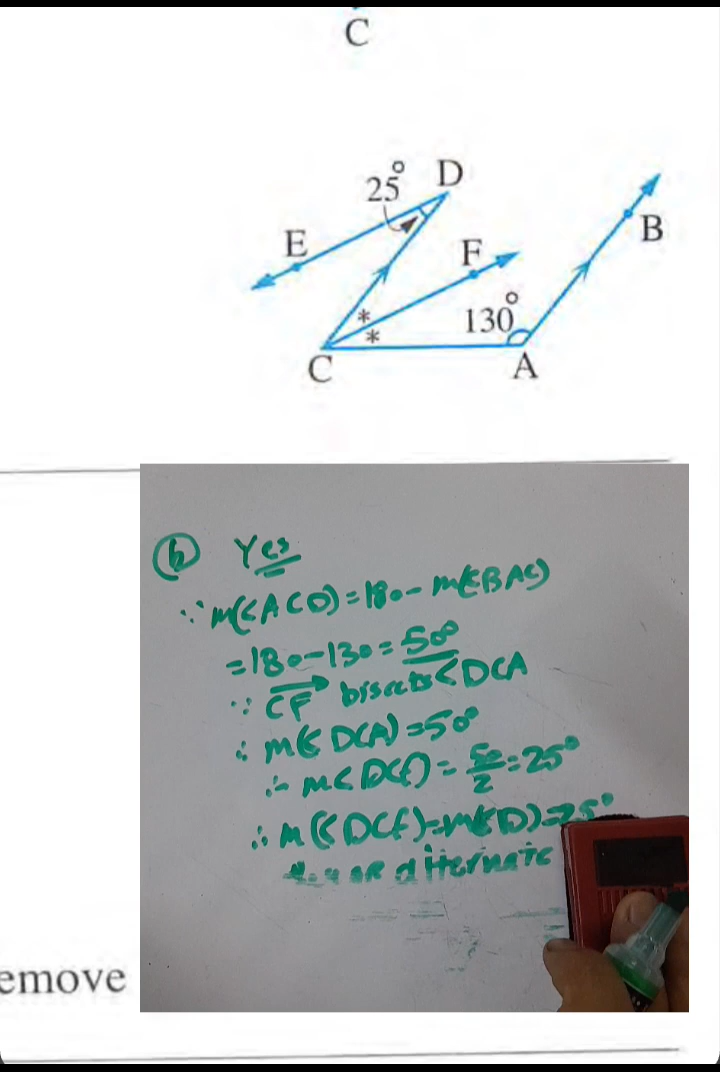 C
25° D
E
F
B
130°
C
A
* 
*
(b) Yes
∵ m(<ACD)=180-m(<BAC)
=180-130=50°
∵ CF bisects <DCA
∴ m(<DCA)=50°
∴ m<DCf)=50/2=25°
∴ m(<DCf)=m(<D)=25°
alternate
emove